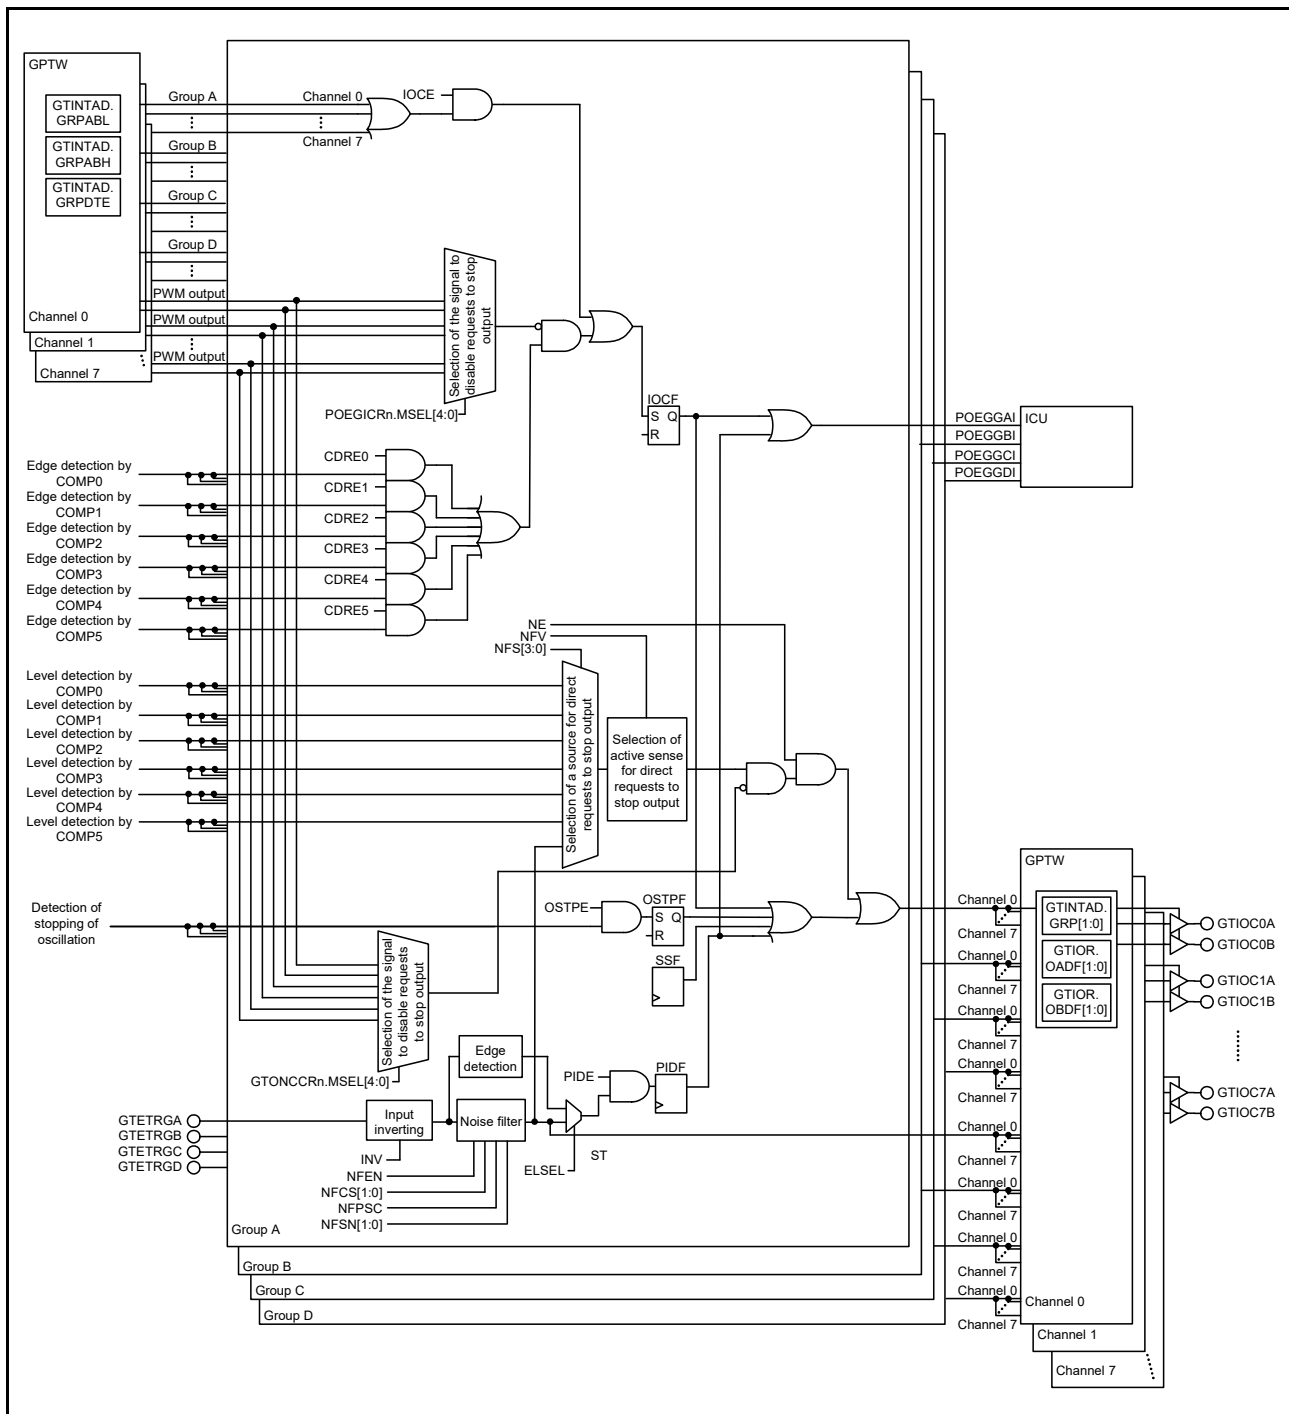 GPTW
GTINTAD.
GRPABL
GTINTAD.
GRPABH
GTINTAD.
GRPDTE
Channel 0
Channel 1
Channel 7
Group A
Group B
Group C
Group D
PWM output
PWM output
PWM output
Channel 0
Channel 7
IOCE
Selection of the signal to
disable requests to stop
output
POEGICRn.MSEL[4:0]
IOCF
S Q
R
POEGGAI
POEGGBI
POEGGCI
POEGGDI
ICU
Edge detection by
COMP0
Edge detection by
COMP1
Edge detection by
COMP2
Edge detection by
COMP3
Edge detection by
COMP4
Edge detection by
COMP5
CDRE0
CDRE1
CDRE2
CDRE3
CDRE4
CDRE5
NE
NFV
NFS[3:0]
Level detection by
COMP0
Level detection by
COMP1
Level detection by
COMP2
Level detection by
COMP3
Level detection by
COMP4
Level detection by
COMP5
Selection of a source for direct
requests to stop output
Selection of
active sense
for direct
requests to
stop output
Detection of
stopping of
oscillation
OSTPE
OSTPF
S Q
R
SSF
Selection of the signal
to disable requests
to stop output
GTONCCRn.MSEL[4:0]
Edge
detection
PIDE
PIDF
GTETRGA
GTETRGB
GTETRGC
GTETRGD
Input
inverting
Noise filter
INV
NFEN
NFCS[1:0]
NFPSC
NFSN[1:0]
ELSEL
ST
Group A
Group B
Group C
Group D
GPTW
Channel 0
Channel 7
Channel 0
Channel 7
Channel 0
Channel 7
Channel 0
Channel 7
Channel 0
Channel 7
Channel 0
Channel 7
Channel 0
Channel 7
Channel 0
Channel 7
GTINTAD.
GRP[1:0]
GTIOR.
OADF[1:0]
GTIOR.
OBDF[1:0]
GTIOC0A
GTIOC0B
GTIOC1A
GTIOC1B
GTIOC7A
GTIOC7B
Channel 0
Channel 1
Channel 7